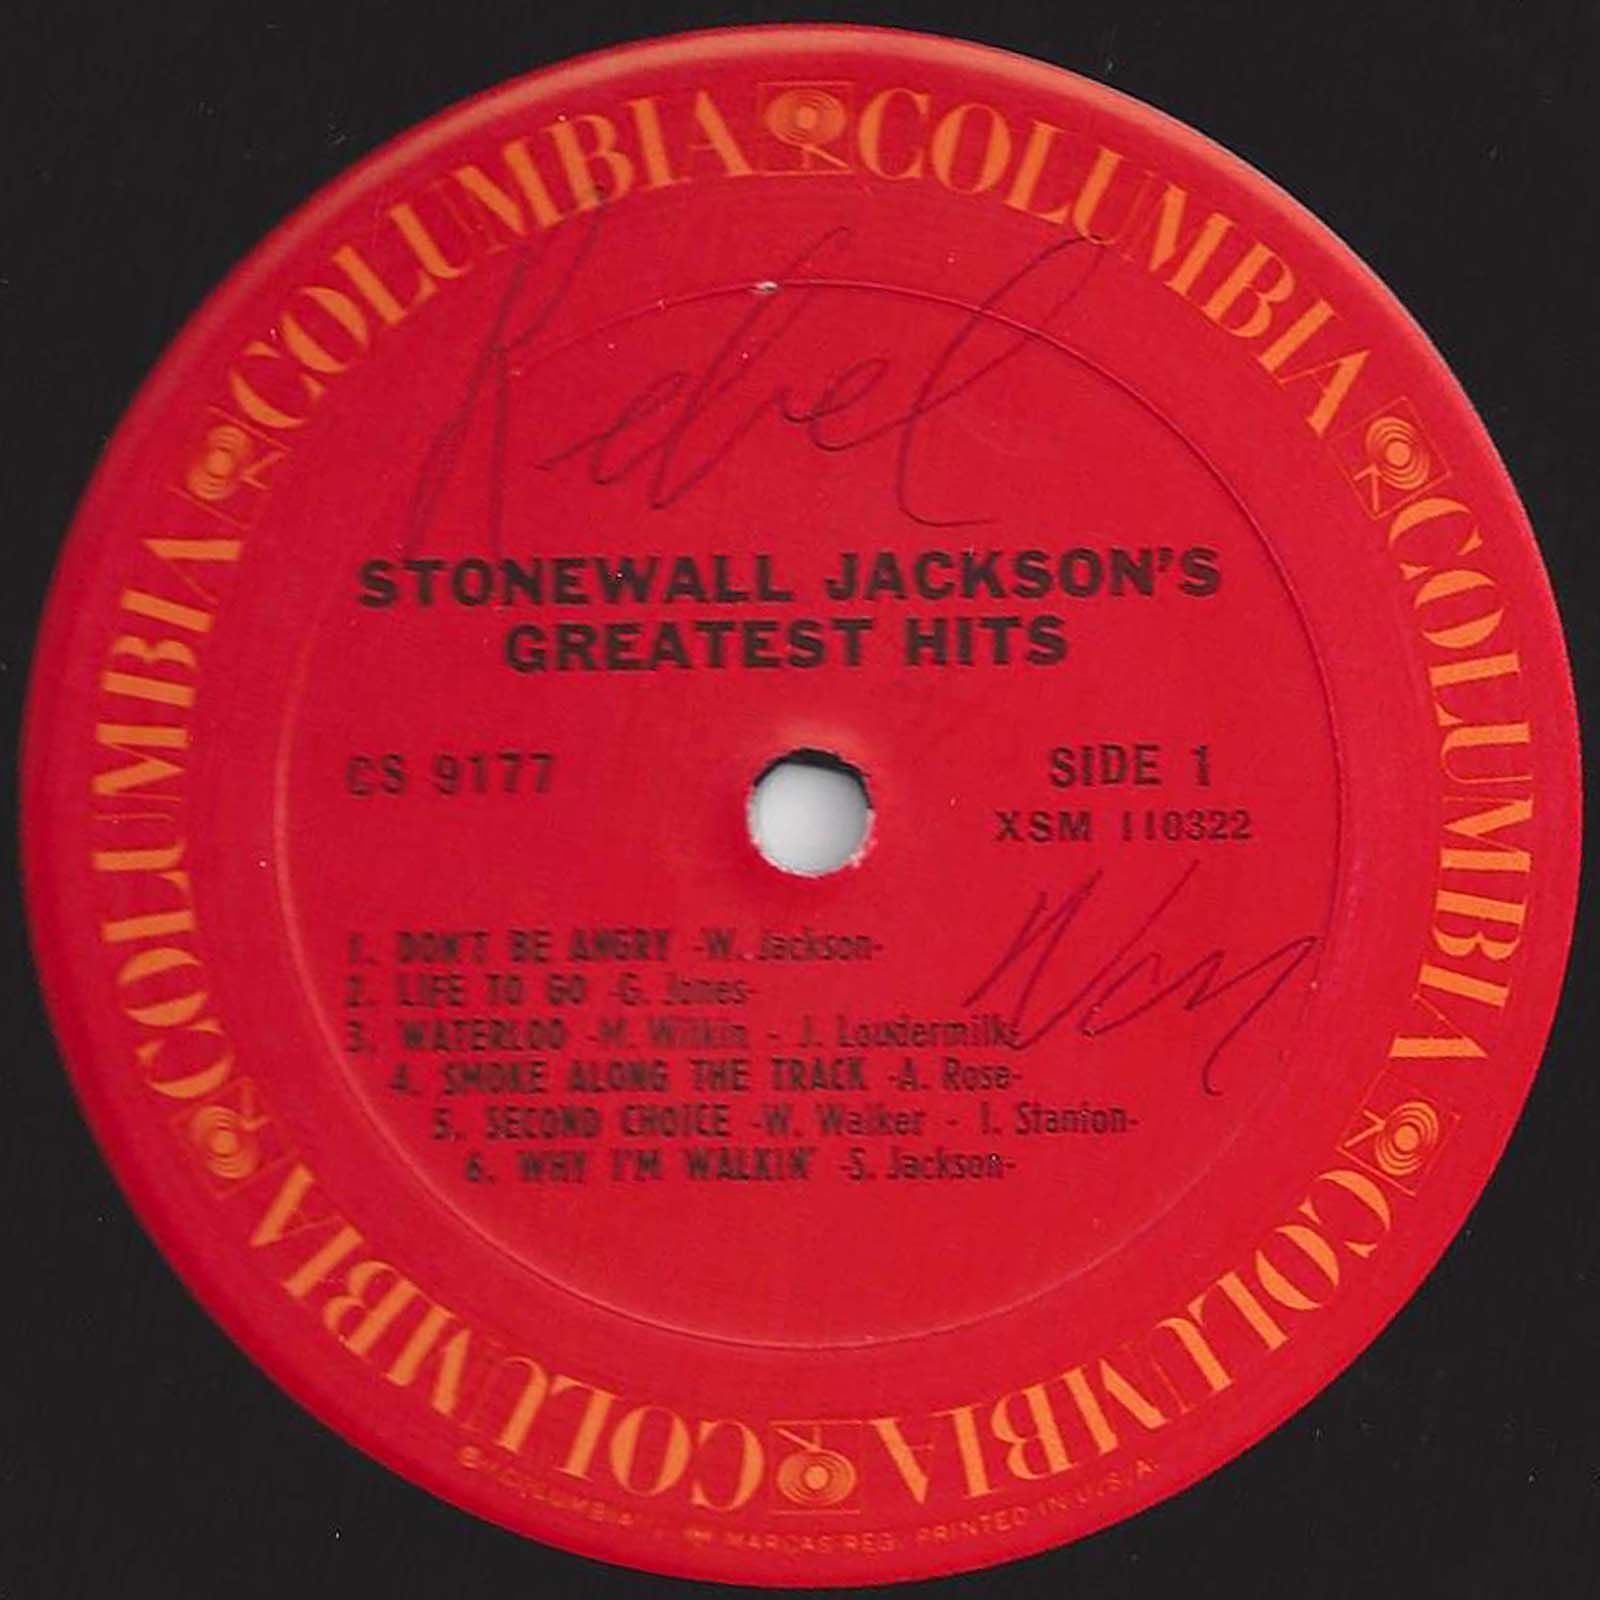 COLUMBIA COLUMBIA COLUMBIA COLUMBIA COLUMBIA COLUMBIA
Rebel
STONEWALL JACKSON'S
GREATEST HITS
CS 9177
SIDE 1
XSM 110322
1. DON'T BE ANGRY -W. Jackson-
2. LIFE TO GO -G. Jones-
3. WATERLOO -M. Wilkin - J. Loudermilk-
4. SMOKE ALONG THE TRACK -A. Rose-
5. SECOND CHOICE -W. Walker - I. Stanton-
6. WHY I'M WALKIN' -S. Jackson-
"COLUMBIA", MARCAS REG. PRINTED IN U.S.A.